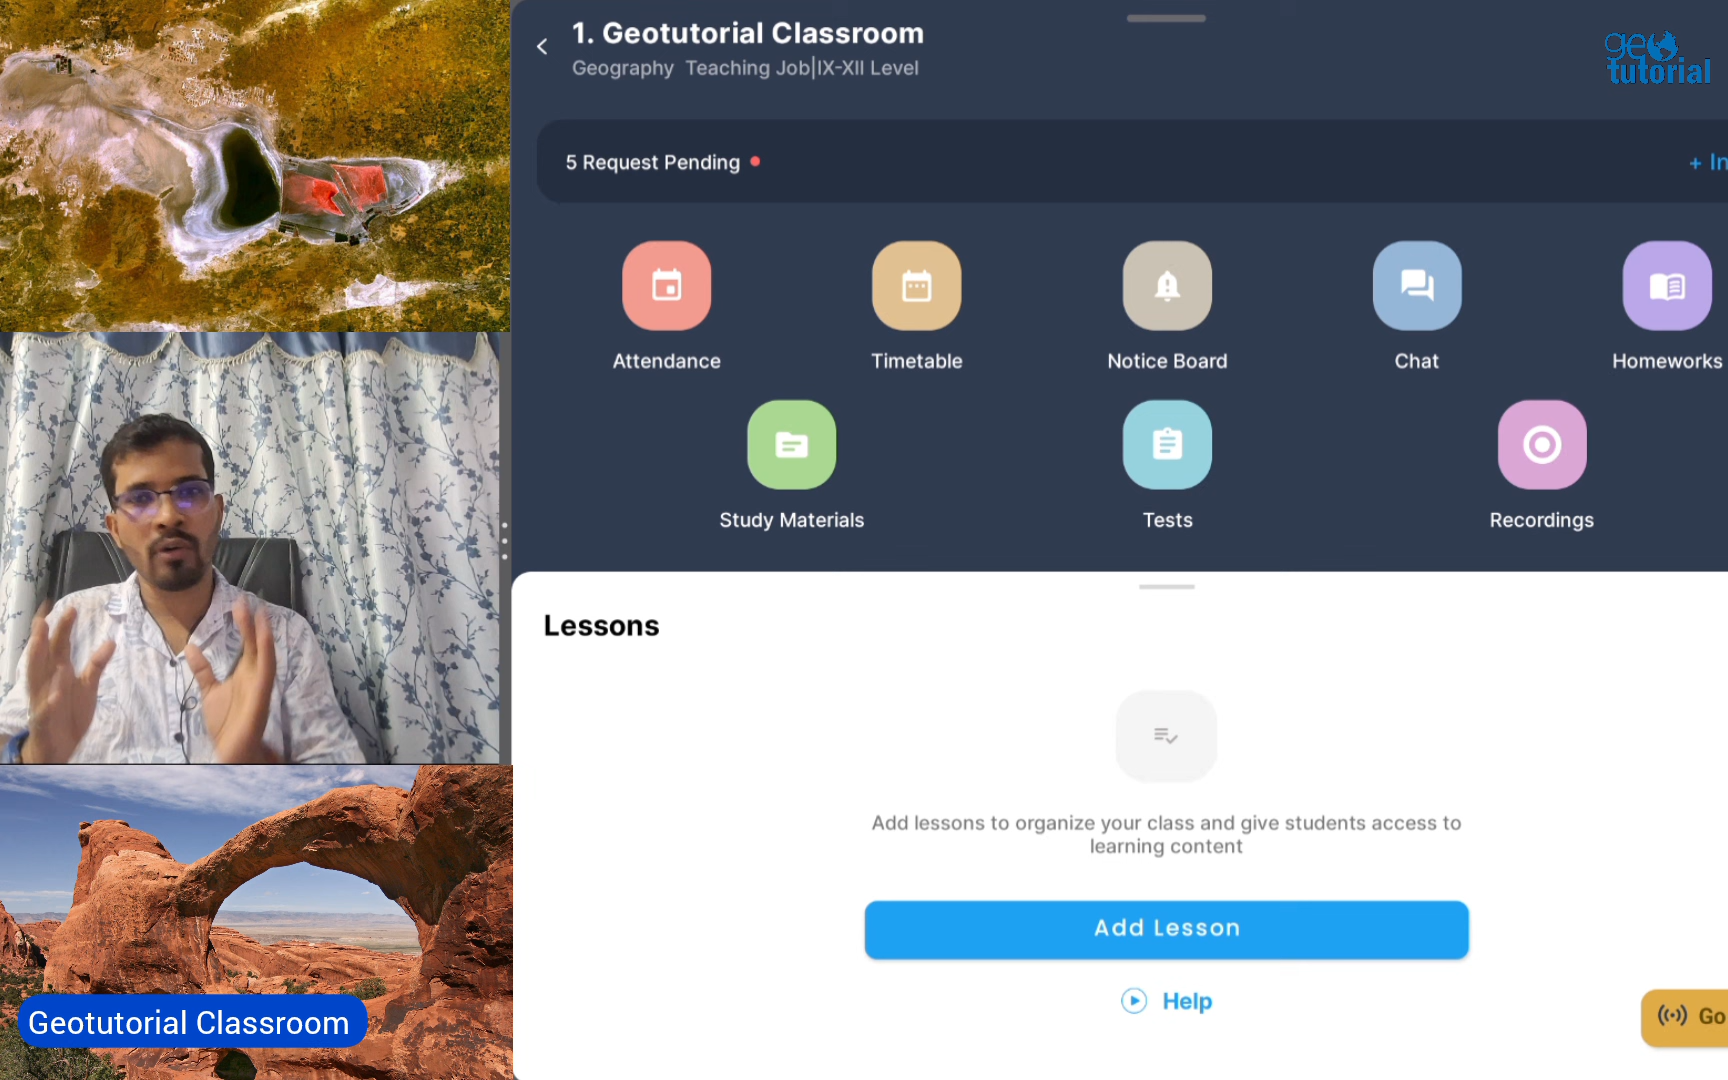 1. Geotutorial Classroom
Geography Teaching Job|IX-XII Level
geo
tutorial
5 Request Pending
+ In
Attendance
Timetable
Notice Board
Chat
Homeworks
Study Materials
Tests
Recordings
Lessons
Add lessons to organize your class and give students access to
learning content
Add Lesson
Help
Go
Geotutorial Classroom